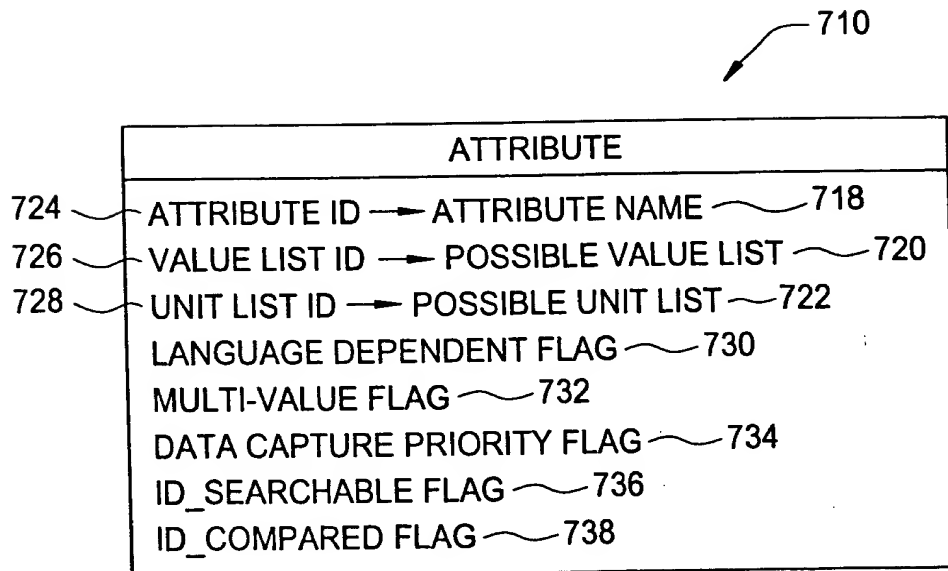 710
ATTRIBUTE
724 ATTRIBUTE ID → ATTRIBUTE NAME 718
726 VALUE LIST ID → POSSIBLE VALUE LIST 720
728 UNIT LIST ID → POSSIBLE UNIT LIST 722
LANGUAGE DEPENDENT FLAG 730
MULTI-VALUE FLAG 732
DATA CAPTURE PRIORITY FLAG 734
ID_SEARCHABLE FLAG 736
ID_COMPARED FLAG 738